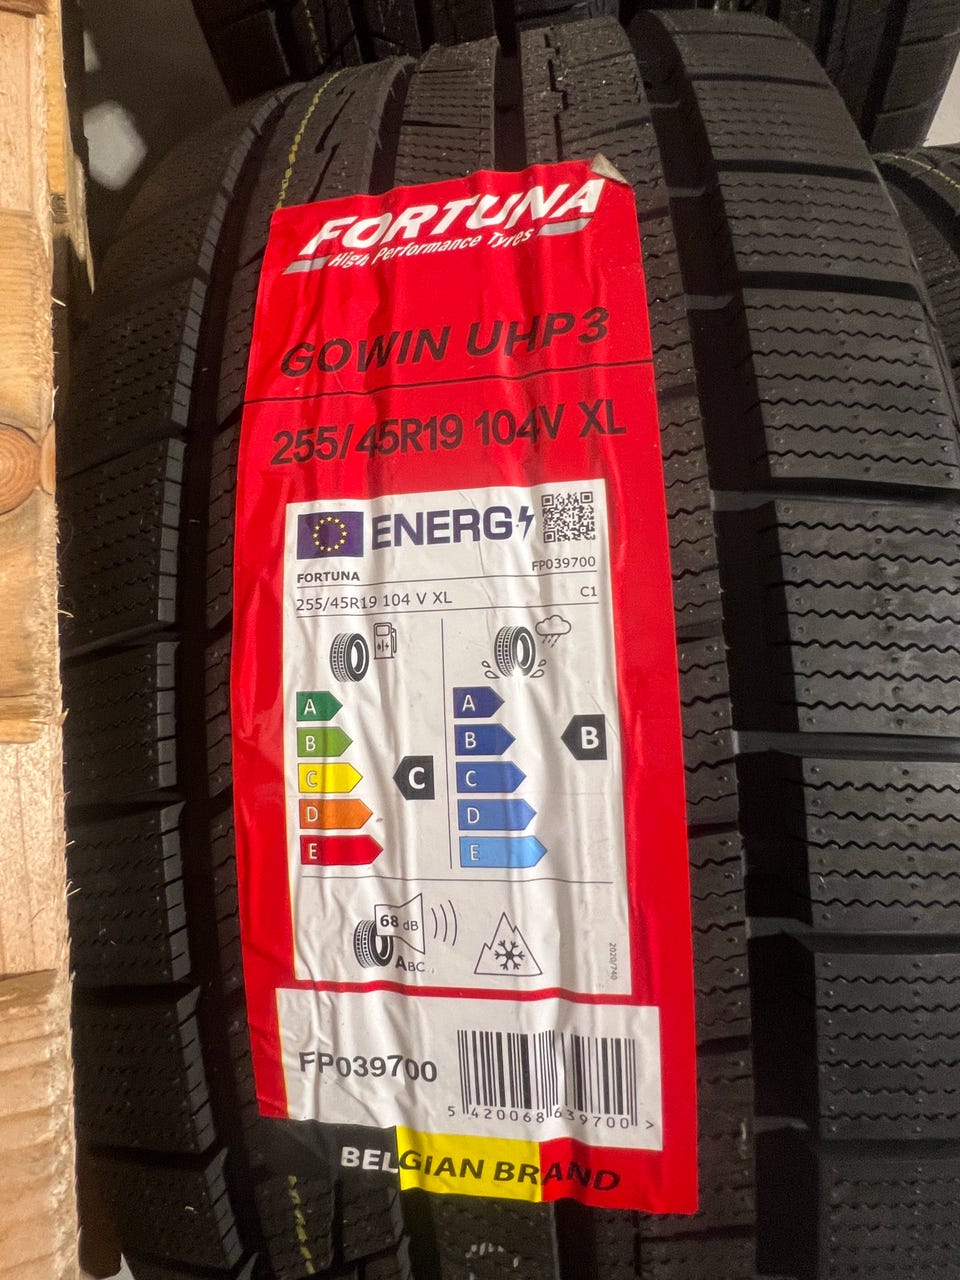 FORTUNA
High Performance Tyres
GOWIN UHP3
255/45R19 104V XL
ENERG
FORTUNA
FP039700
255/45R19 104 V XL
C1
A
A
B
B
B
C
C
C
D
D
E
E
68 dB
ABC
2020/740
FP039700
5 420068 639700 >
BELGIAN BRAND